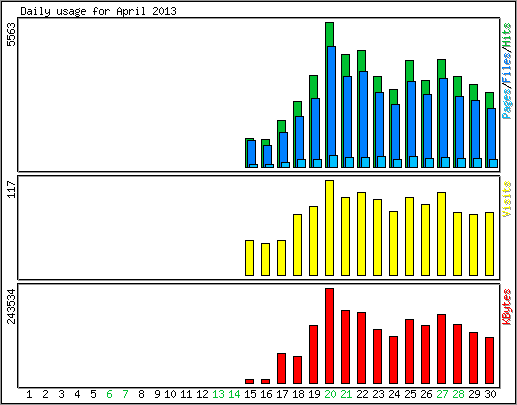 Daily usage for April 2013
5563
Pages/Files/Hits
117
Visits
243534
KBytes
1 2 3 4 5 6 7 8 9 10 11 12 13 14 15 16 17 18 19 20 21 22 23 24 25 26 27 28 29 30